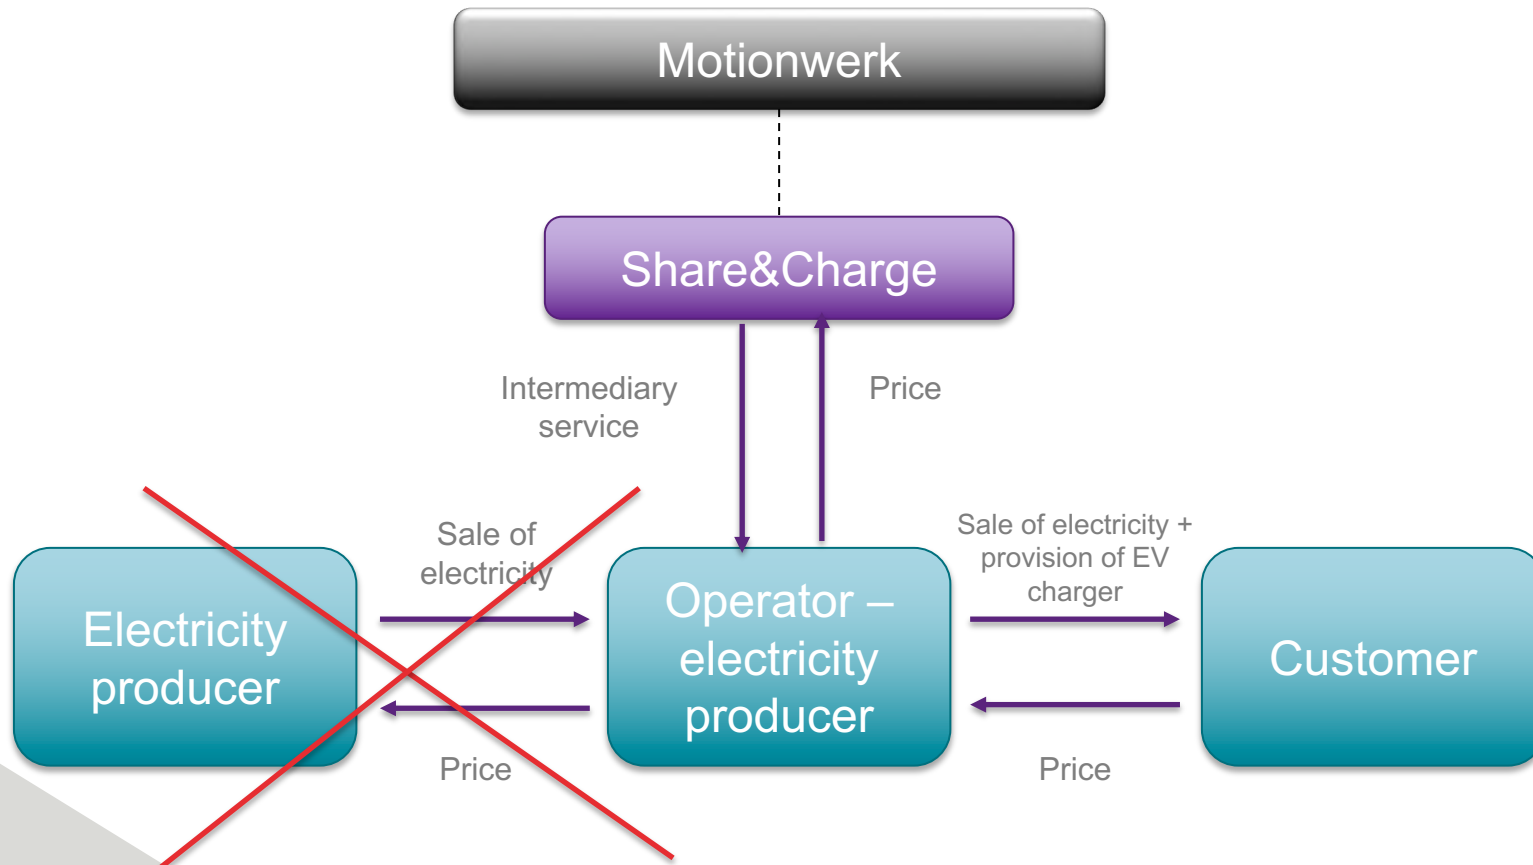 Motionwerk
Share&Charge
Intermediary
service
Price
Sale of
electricity
Sale of electricity +
provision of EV
charger
Electricity
producer
Operator –
electricity
producer
Customer
Price
Price